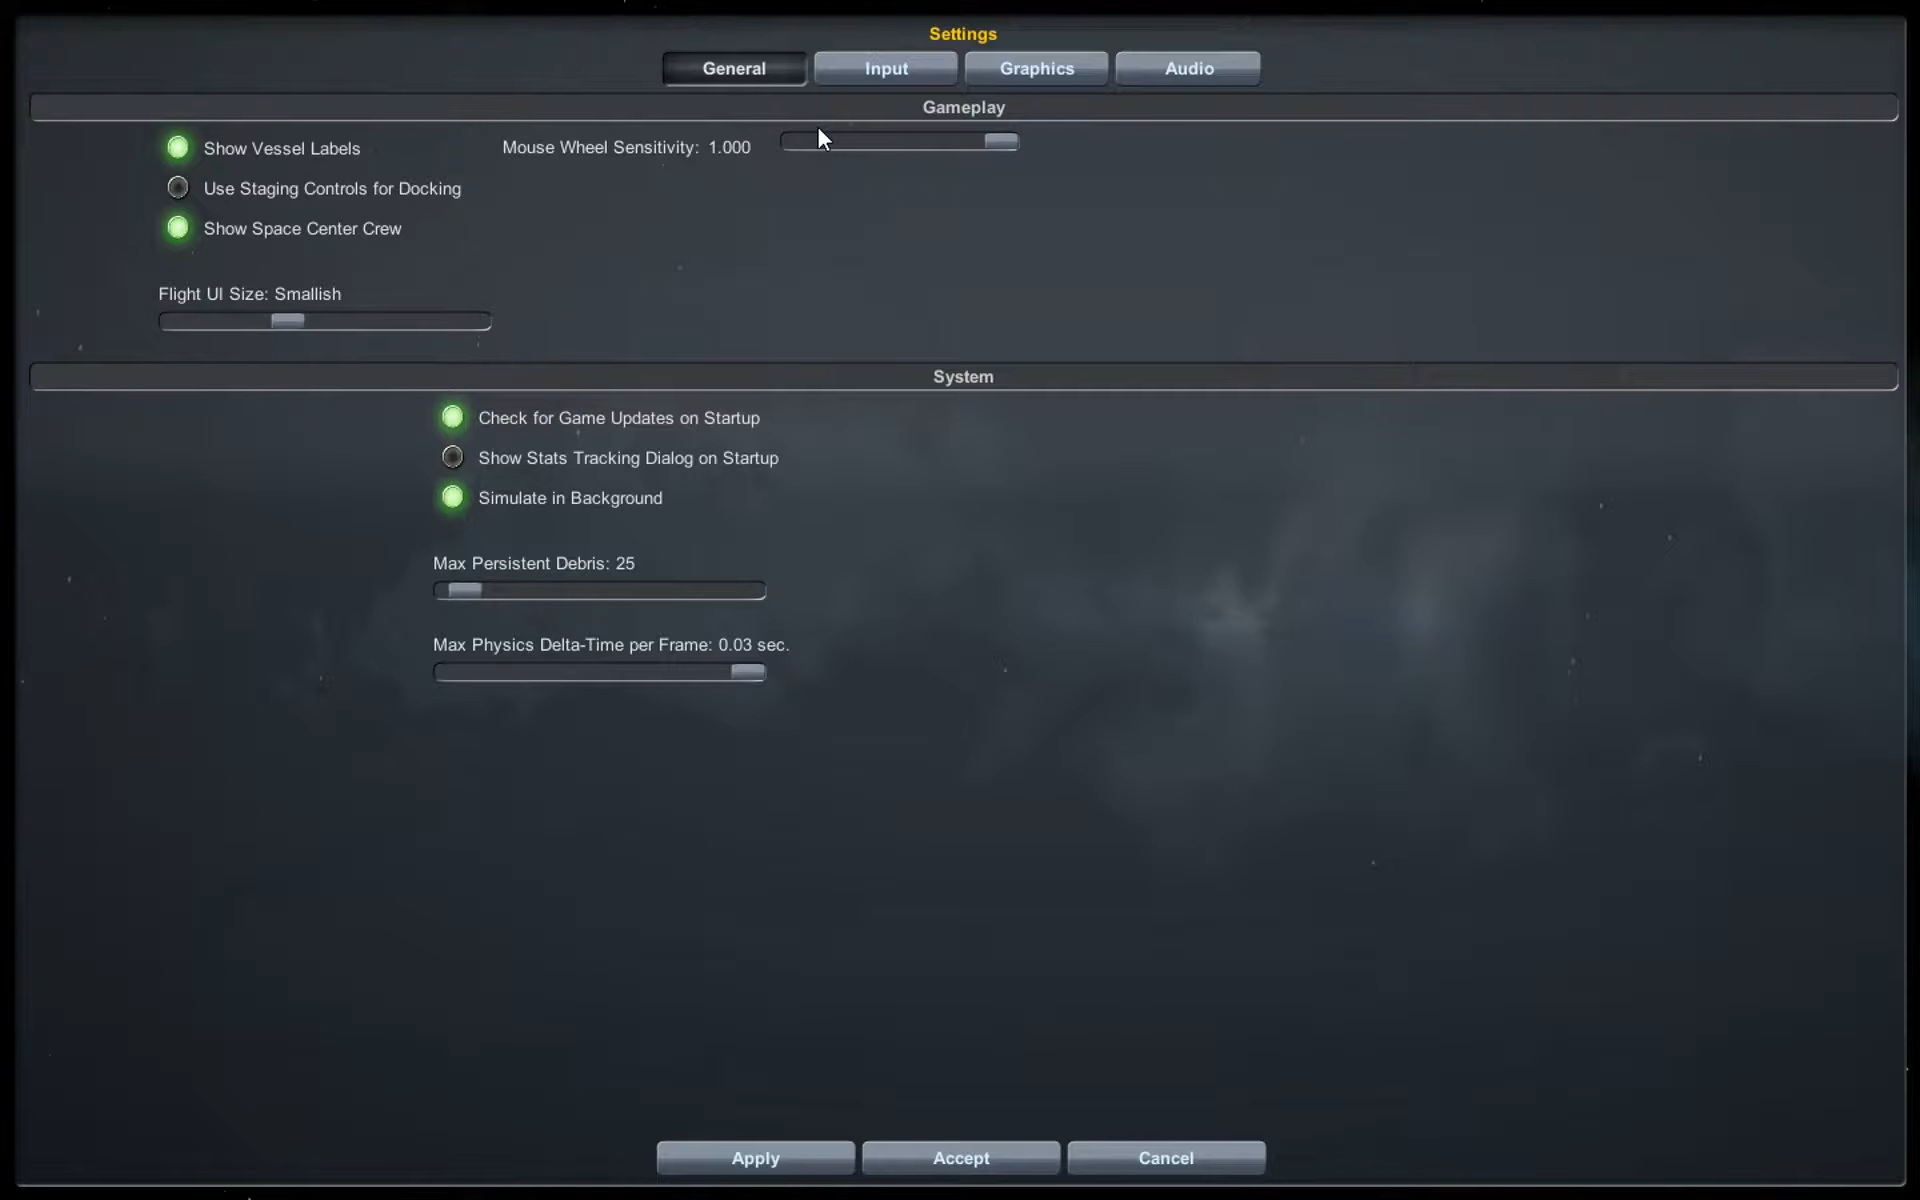 Settings
General Input Graphics Audio
Gameplay
Show Vessel Labels Mouse Wheel Sensitivity: 1.000
Use Staging Controls for Docking
Show Space Center Crew
Flight UI Size: Smallish
System
Check for Game Updates on Startup
Show Stats Tracking Dialog on Startup
Simulate in Background
Max Persistent Debris: 25
Max Physics Delta-Time per Frame: 0.03 sec.
Apply Accept Cancel